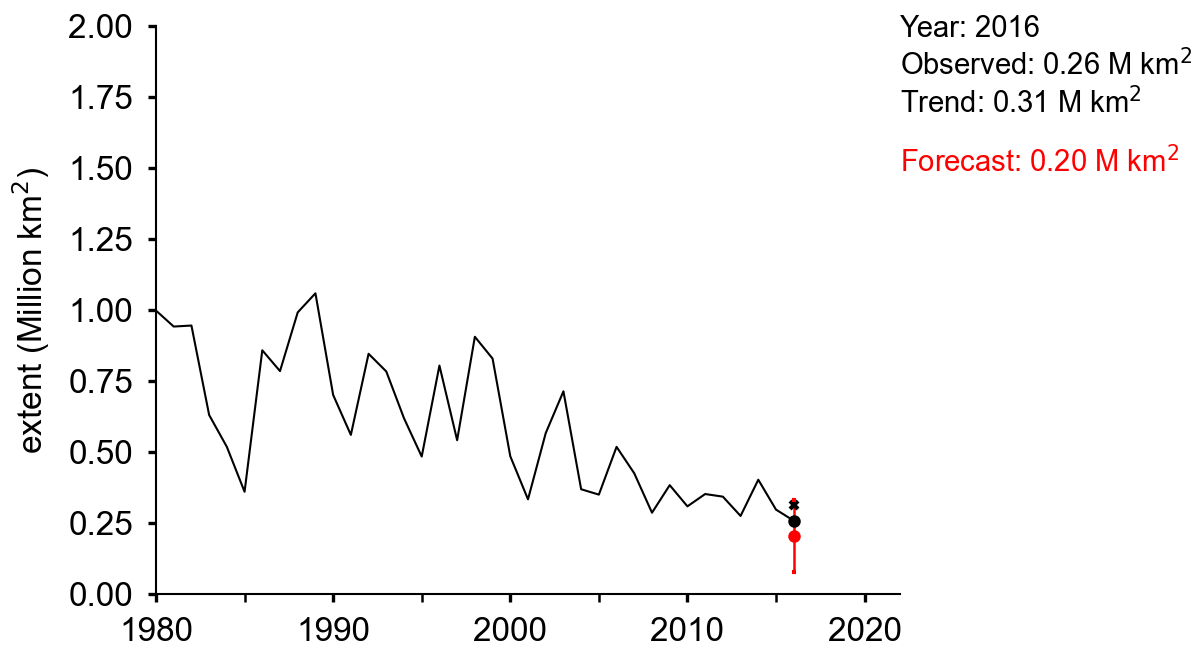 2.00
1.75
1.50
1.25
1.00
0.75
0.50
0.25
0.00
extent (Million km²)
1980
1990
2000
2010
2020
Year: 2016
Observed: 0.26 M km²
Trend: 0.31 M km²
Forecast: 0.20 M km²